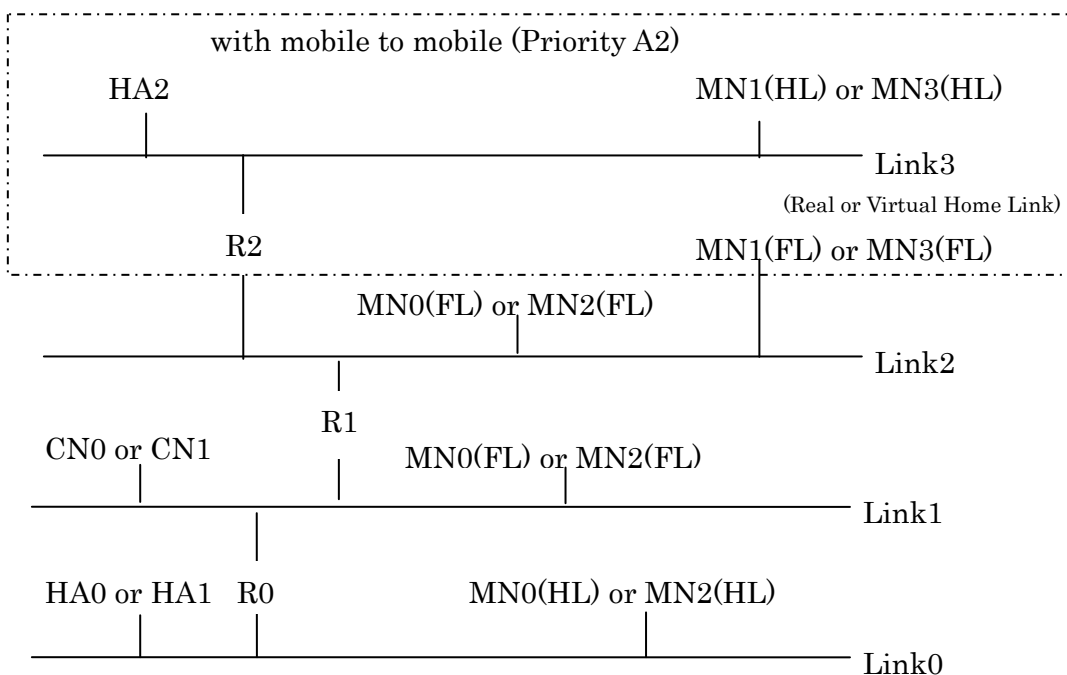 with mobile to mobile (Priority A2)
HA2
MN1(HL) or MN3(HL)
Link3
(Real or Virtual Home Link)
R2
MN1(FL) or MN3(FL)
MN0(FL) or MN2(FL)
Link2
R1
CN0 or CN1
MN0(FL) or MN2(FL)
Link1
HA0 or HA1
R0
MN0(HL) or MN2(HL)
Link0